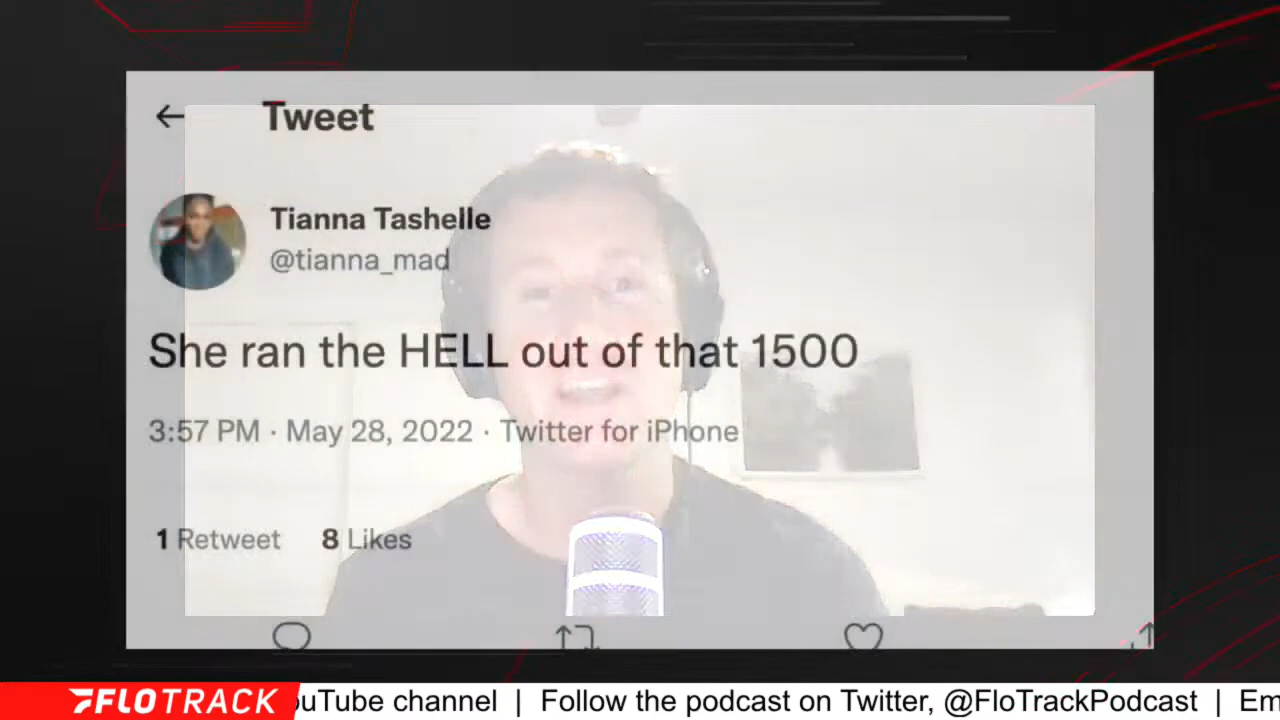 Tweet
Tianna Tashelle
@tianna_mad
She ran the HELL out of that 1500
3:57 PM · May 28, 2022 · Twitter for iPhone
1 Retweet 8 Likes
FLOTRACK
ouTube channel | Follow the podcast on Twitter, @FloTrackPodcast | Em